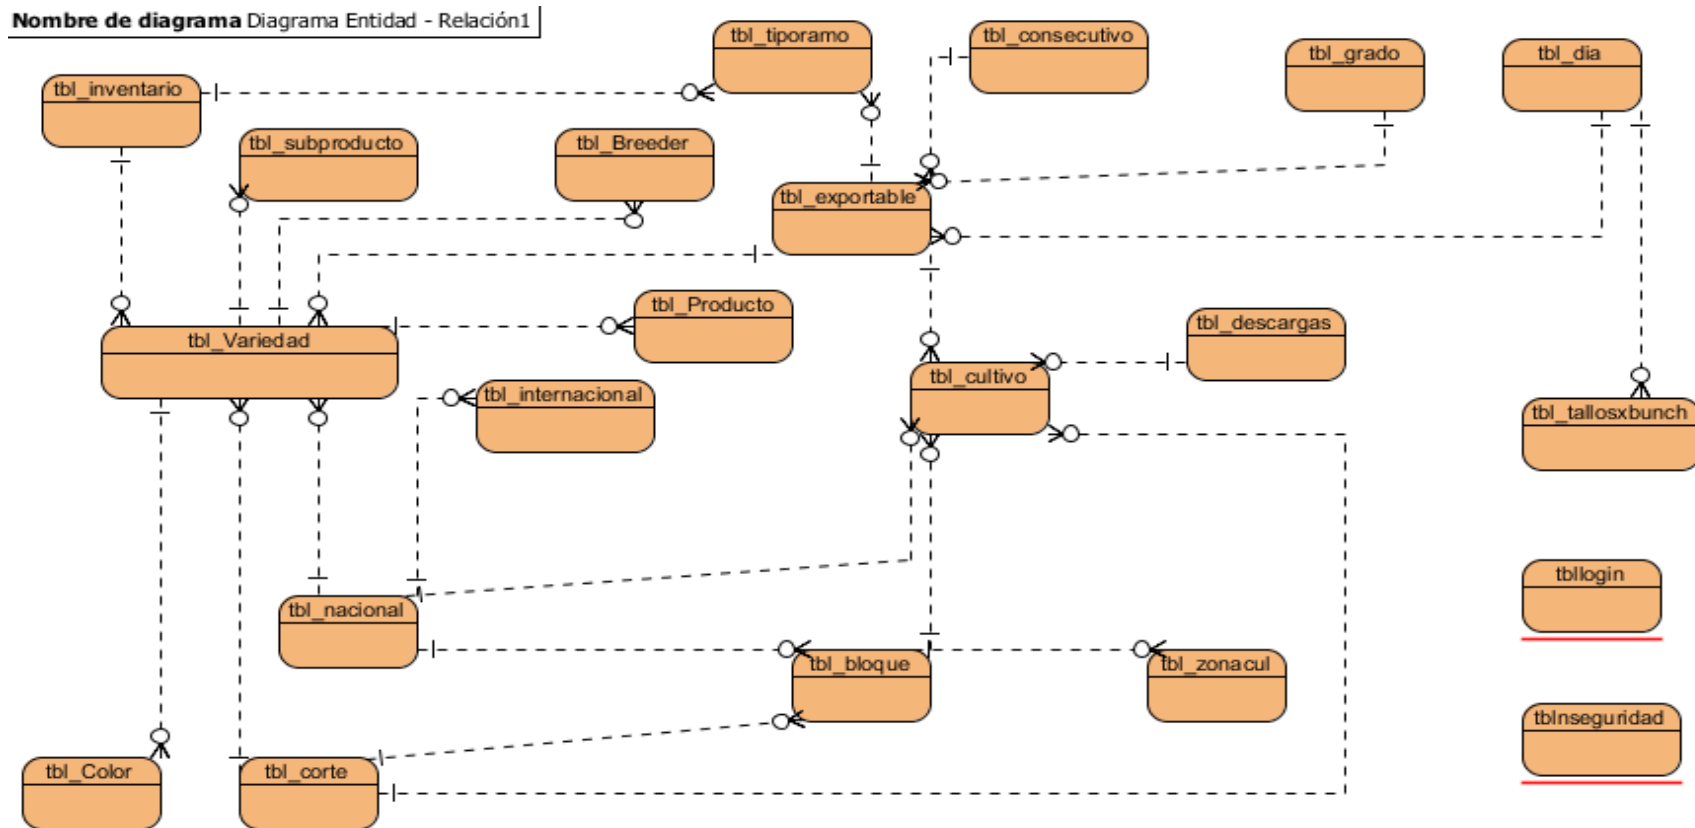 Nombre de diagrama Diagrama Entidad - Relación1
tbl_tiporamo
tbl_consecutivo
tbl_grado
tbl_dia
tbl_inventario
tbl_subproducto
tbl_Breeder
tbl_exportable
tbl_Producto
tbl_descargas
tbl_Variedad
tbl_cultivo
tbl_internacional
tbl_tallosxbunch
tbllogin
tbl_nacional
tbl_bloque
tbl_zonacul
tblnseguridad
tbl_Color
tbl_corte